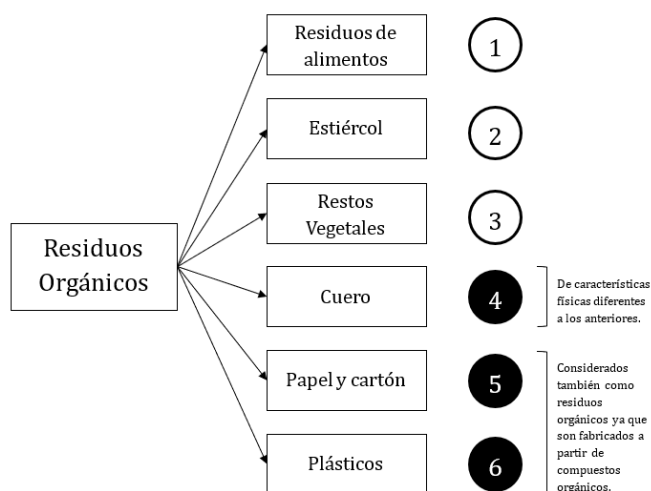 Residuos de
alimentos
1
Estiércol
2
Restos
Vegetales
3
Residuos
Orgánicos
Cuero
4
De características
físicas diferentes
a los anteriores.
Papel y cartón
5
Considerados
también como
residuos
orgánicos ya que
son fabricados a
partir de
compuestos
orgánicos.
Plásticos
6